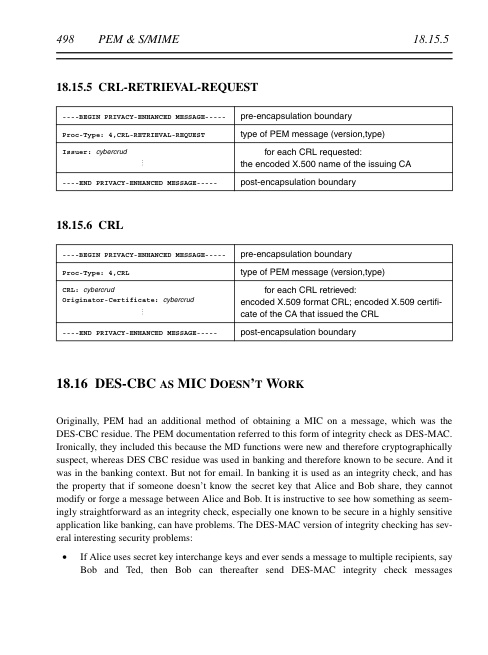 498 PEM & S/MIME 18.15.5
18.15.5 CRL-RETRIEVAL-REQUEST
----BEGIN PRIVACY-ENHANCED MESSAGE----- pre-encapsulation boundary
Proc-Type: 4,CRL-RETRIEVAL-REQUEST type of PEM message (version,type)
Issuer: cybercrud for each CRL requested:
⋮ the encoded X.500 name of the issuing CA
----END PRIVACY-ENHANCED MESSAGE----- post-encapsulation boundary
18.15.6 CRL
----BEGIN PRIVACY-ENHANCED MESSAGE----- pre-encapsulation boundary
Proc-Type: 4,CRL type of PEM message (version,type)
CRL: cybercrud for each CRL retrieved:
Originator-Certificate: cybercrud encoded X.509 format CRL; encoded X.509 certifi-
⋮ cate of the CA that issued the CRL
----END PRIVACY-ENHANCED MESSAGE----- post-encapsulation boundary
18.16 DES-CBC AS MIC DOESN'T WORK
Originally, PEM had an additional method of obtaining a MIC on a message, which was the
DES-CBC residue. The PEM documentation referred to this form of integrity check as DES-MAC.
Ironically, they included this because the MD functions were new and therefore cryptographically
suspect, whereas DES CBC residue was used in banking and therefore known to be secure. And it
was in the banking context. But not for email. In banking it is used as an integrity check, and has
the property that if someone doesn't know the secret key that Alice and Bob share, they cannot
modify or forge a message between Alice and Bob. It is instructive to see how something as seem-
ingly straightforward as an integrity check, especially one known to be secure in a highly sensitive
application like banking, can have problems. The DES-MAC version of integrity checking has sev-
eral interesting security problems:
• If Alice uses secret key interchange keys and ever sends a message to multiple recipients, say
Bob and Ted, then Bob can thereafter send DES-MAC integrity check messages